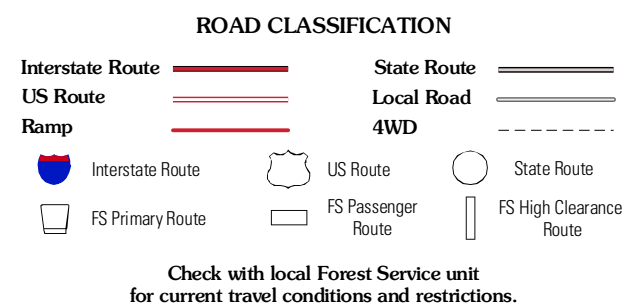 ROAD CLASSIFICATION
Interstate Route
State Route
US Route
Local Road
Ramp
4WD
Interstate Route
US Route
State Route
FS Primary Route
FS Passenger
Route
FS High Clearance
Route
Check with local Forest Service unit
for current travel conditions and restrictions.